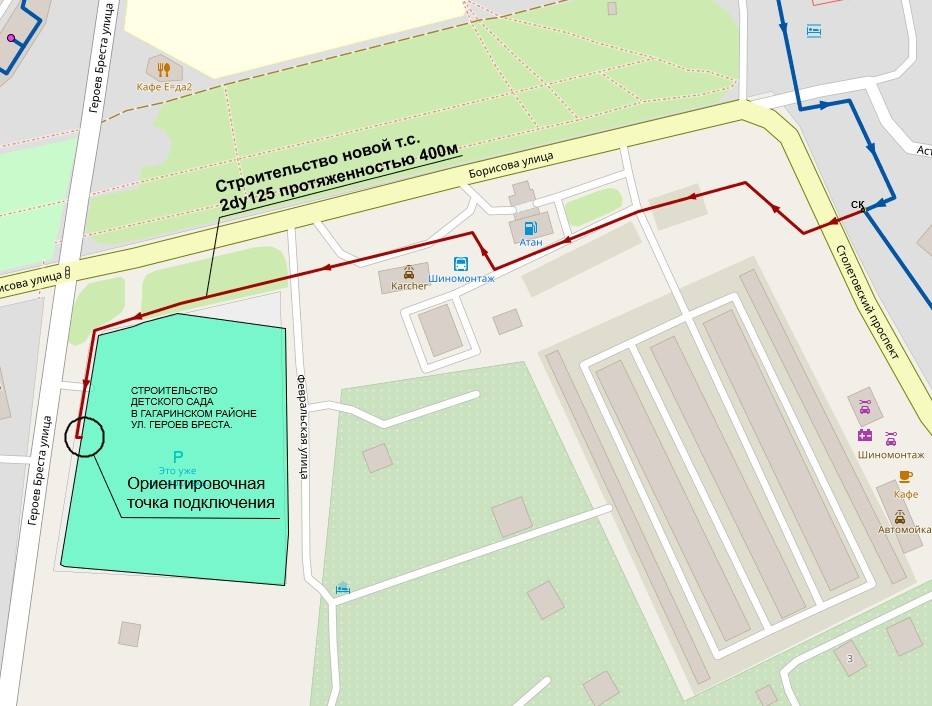 Героев Бреста улица
Кафе Е=да2
Строительство новой т.с.
2dу125 протяженностью 400м
Борисова улица
Аст
СК
Атан
Шиномонтаж
Karcher
исова улица
Столетовский проспект
СТРОИТЕЛЬСТВО
ДЕТСКОГО САДА
В ГАГАРИНСКОМ РАЙОНЕ
УЛ. ГЕРОЕВ БРЕСТА.
Февральская улица
P
Это уже
Ориентировочная
точка подключения
Героев Бреста улица
Шиномонтаж
Кафе
Автомойка
3